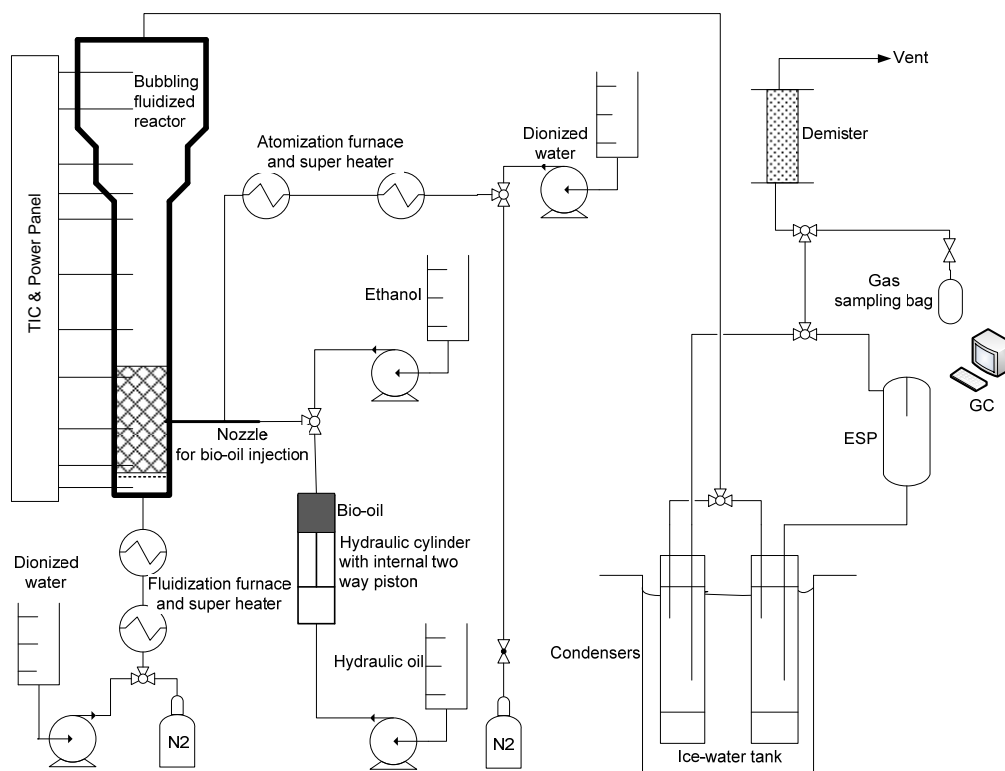 TIC & Power Panel
Bubbling
fluidized
reactor
Atomization furnace
and super heater
Dionized
water
Vent
Demister
Ethanol
Gas
sampling bag
GC
ESP
Nozzle
for bio-oil injection
Bio-oil
Hydraulic cylinder
with internal two
way piston
Dionized
water
Fluidization furnace
and super heater
Hydraulic oil
Condensers
N2
N2
Ice-water tank